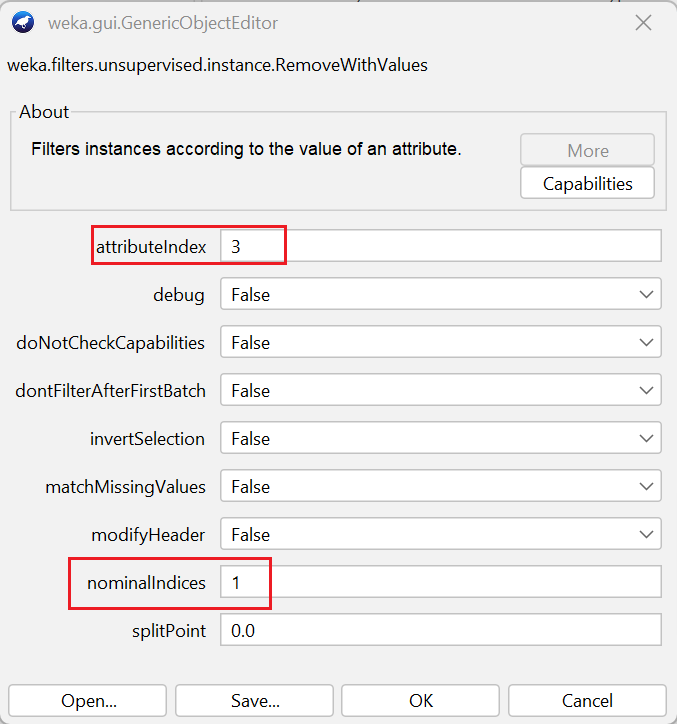 weka.gui.GenericObjectEditor
weka.filters.unsupervised.instance.RemoveWithValues
About
Filters instances according to the value of an attribute.
More
Capabilities
attributeIndex 3
debug False
doNotCheckCapabilities False
dontFilterAfterFirstBatch False
invertSelection False
matchMissingValues False
modifyHeader False
nominalIndices 1
splitPoint 0.0
Open... Save... OK Cancel